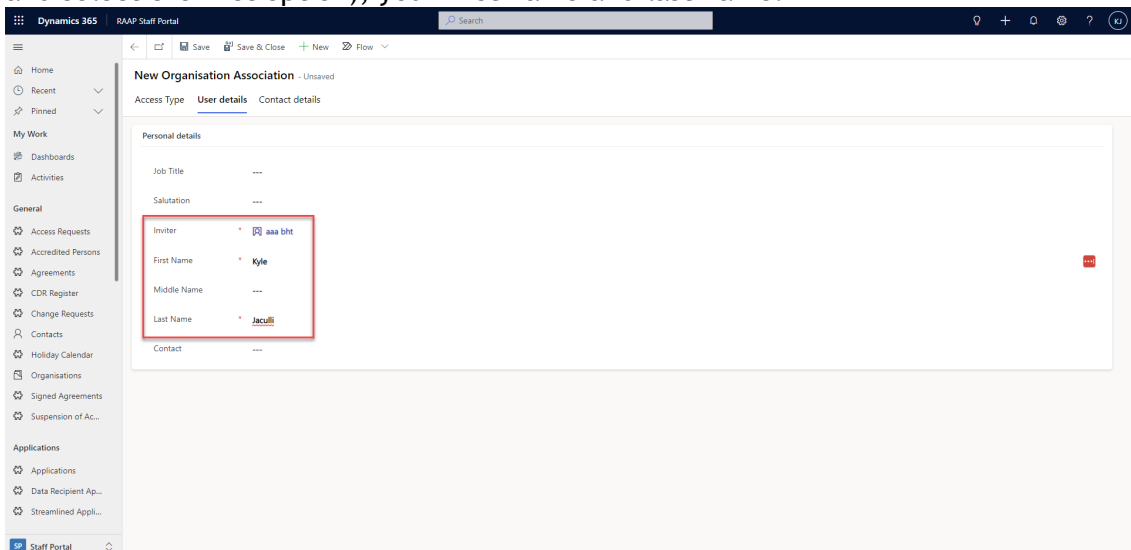 Dynamics 365 RAAP Staff Portal Search KJ
Save Save & Close New Flow
Home
Recent
Pinned
My Work
Dashboards
Activities
General
Access Requests
Accredited Persons
Agreements
CDR Register
Change Requests
Contacts
Holiday Calendar
Organisations
Signed Agreements
Suspension of Ac...
Applications
Applications
Data Recipient Ap...
Streamlined Appli...
SP Staff Portal
New Organisation Association - Unsaved
Access Type User details Contact details
Personal details
Job Title ---
Salutation ---
Inviter * aaa bht
First Name * Kyle
Middle Name ---
Last Name * Jaculli
Contact ---